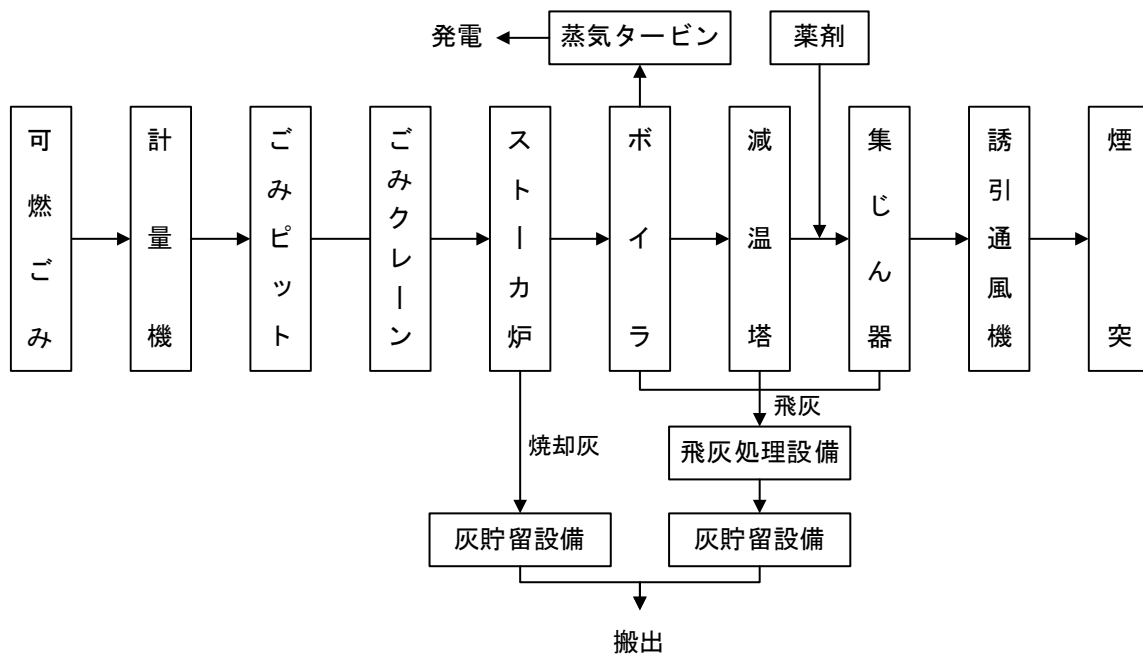 発電
蒸気タービン
薬剤
可燃ごみ
計量機
ごみピット
ごみクレーン
ストーカ炉
ボイラ
減温塔
集じん器
誘引通風機
煙突
飛灰
焼却灰
飛灰処理設備
灰貯留設備
灰貯留設備
搬出